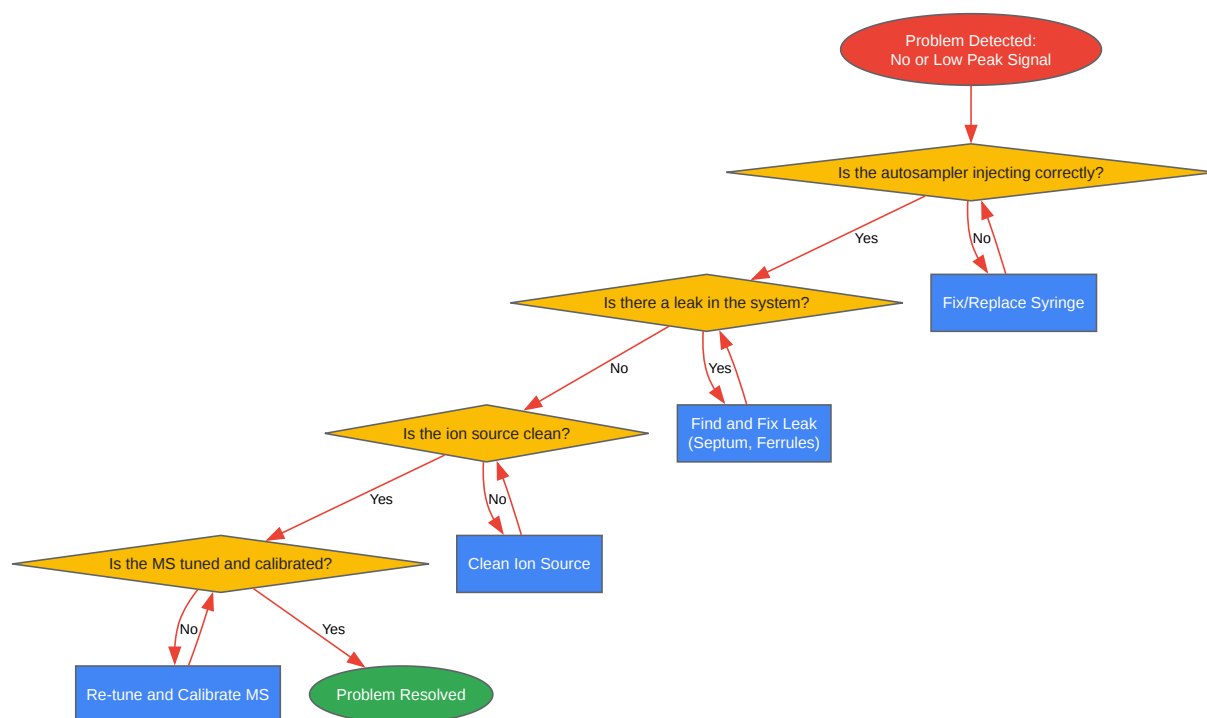 Problem Detected:
No or Low Peak Signal
Is the autosampler injecting correctly?
Yes
No
Is there a leak in the system?
Fix/Replace Syringe
No
Yes
Is the ion source clean?
Find and Fix Leak
(Septum, Ferrules)
Yes
No
Is the MS tuned and calibrated?
Clean Ion Source
No
Yes
Re-tune and Calibrate MS
Problem Resolved